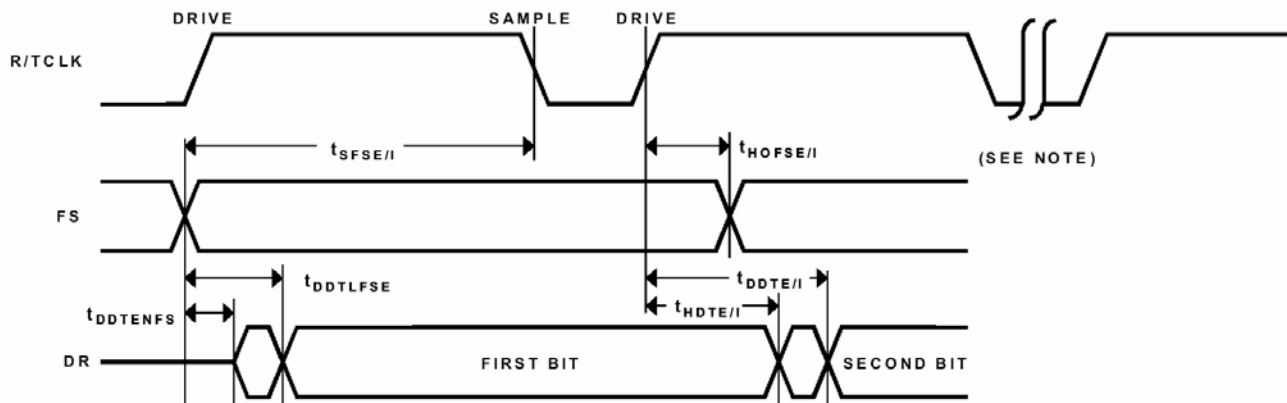 DRIVE SAMPLE DRIVE
R/TCLK
tSFSE/I tHOFSE/I
(SEE NOTE)
FS
tDDTLFSE tDDTE/I
tDDTENFS tHDTE/I
DR FIRST BIT SECOND BIT